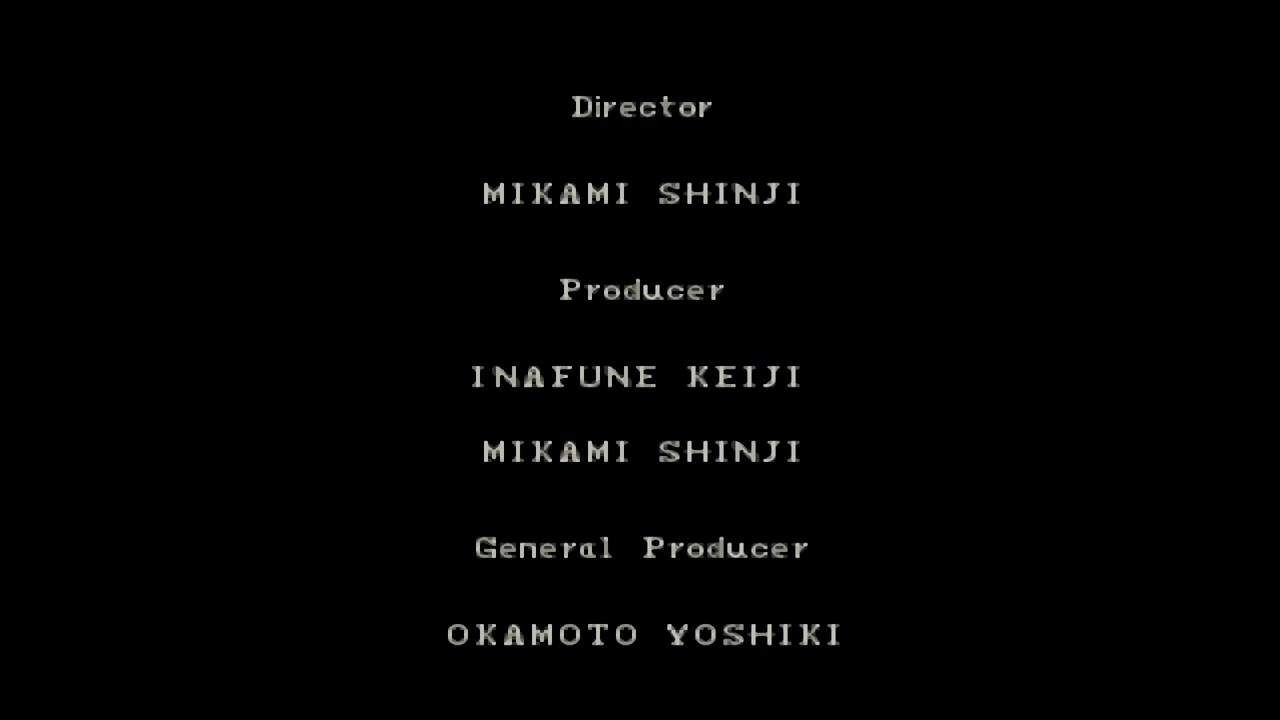 Director
MIKAMI SHINJI
Producer
INAFUNE KEIJI
MIKAMI SHINJI
General Producer
OKAMOTO YOSHIKI